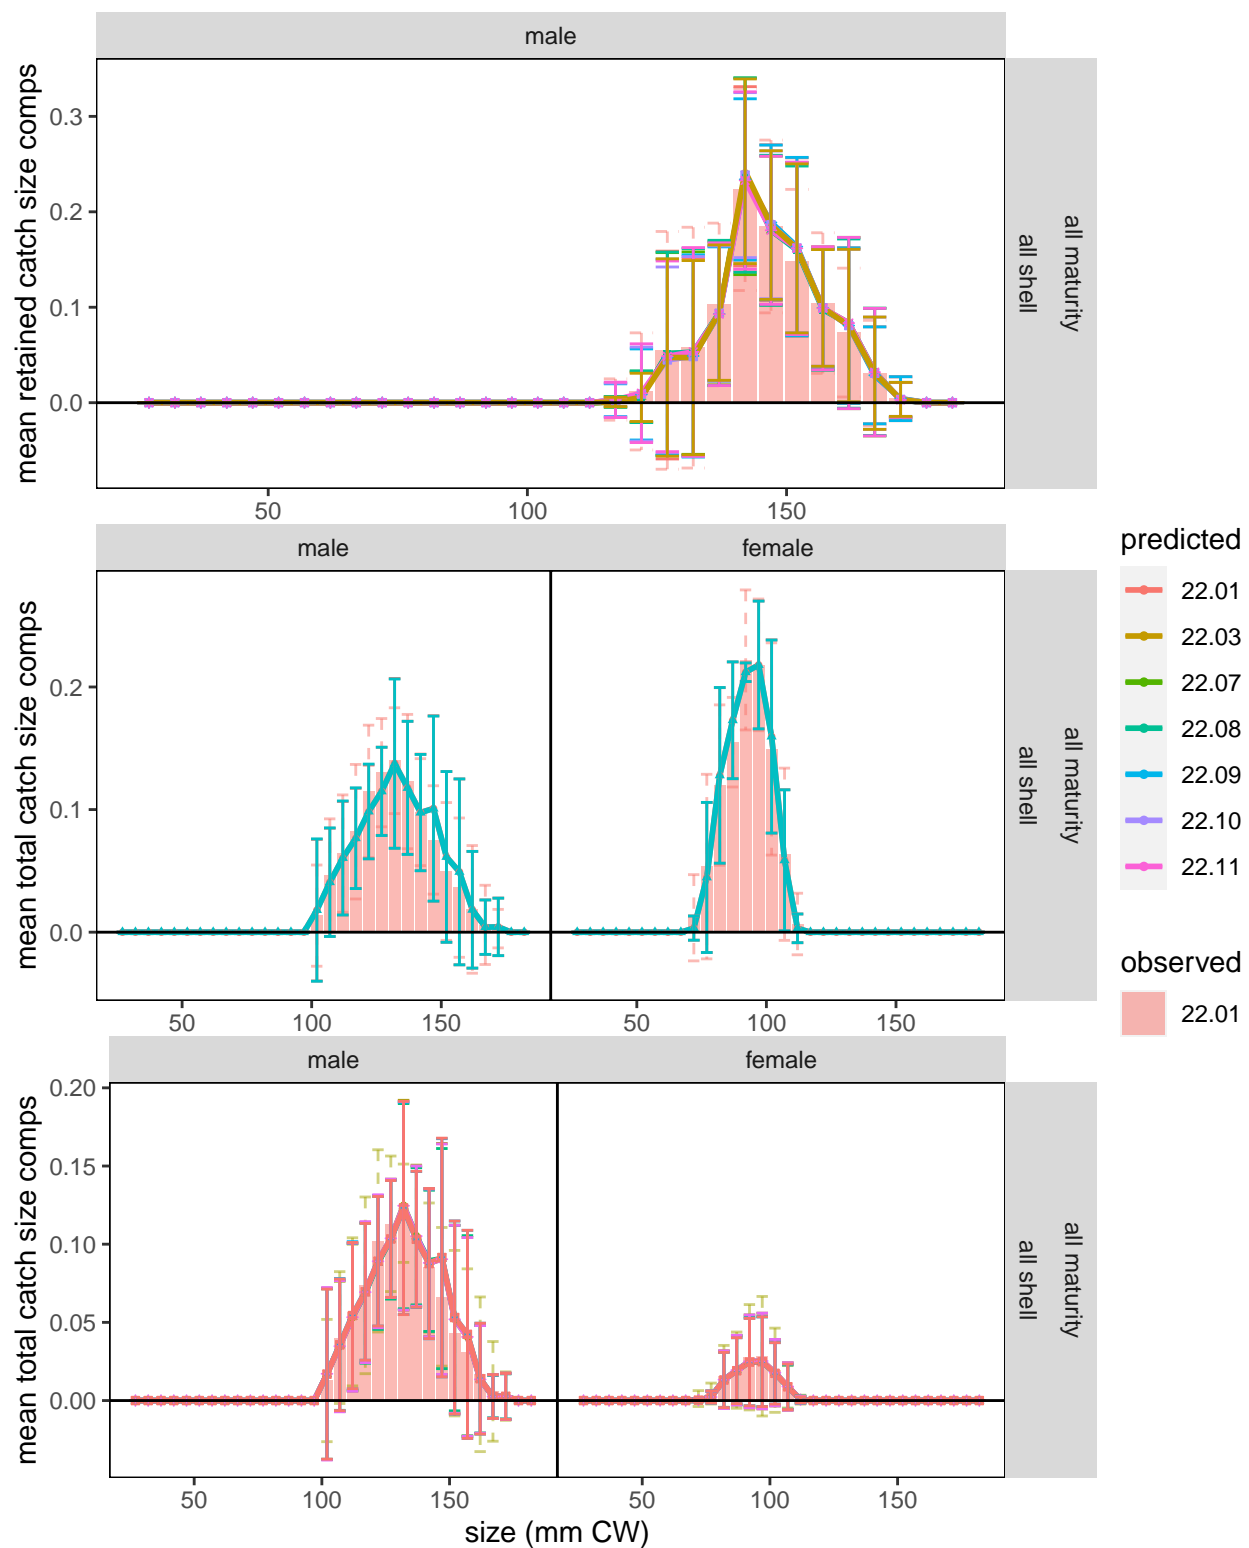 male
mean retained catch size comps
0.3
0.2
0.1
0.0
all maturity
all shell
50
100
150
male
female
mean total catch size comps
0.2
0.1
0.0
all maturity
all shell
50
100
150
50
100
150
predicted
22.01
22.03
22.07
22.08
22.09
22.10
22.11
observed
22.01
male
female
mean total catch size comps
0.20
0.15
0.10
0.05
0.00
all maturity
all shell
50
100
150
50
100
150
size (mm CW)